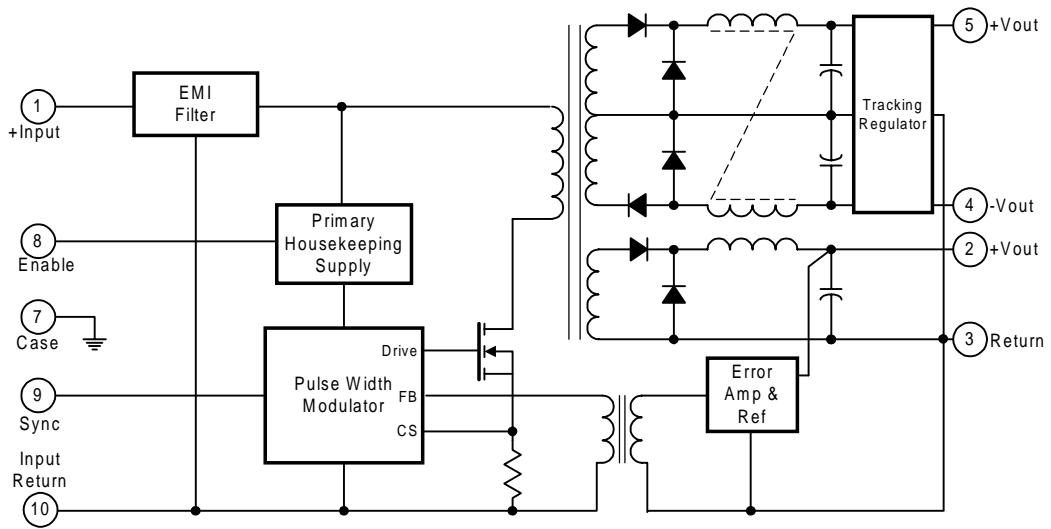 5 +Vout
EMI
Filter
1
+Input
Tracking
Regulator
Primary
Housekeeping
Supply
4 -Vout
8
Enable
2 +Vout
7
Case
3 Return
Drive
Pulse Width
Modulator
FB
CS
Error
Amp &
Ref
9
Sync
Input
Return
10